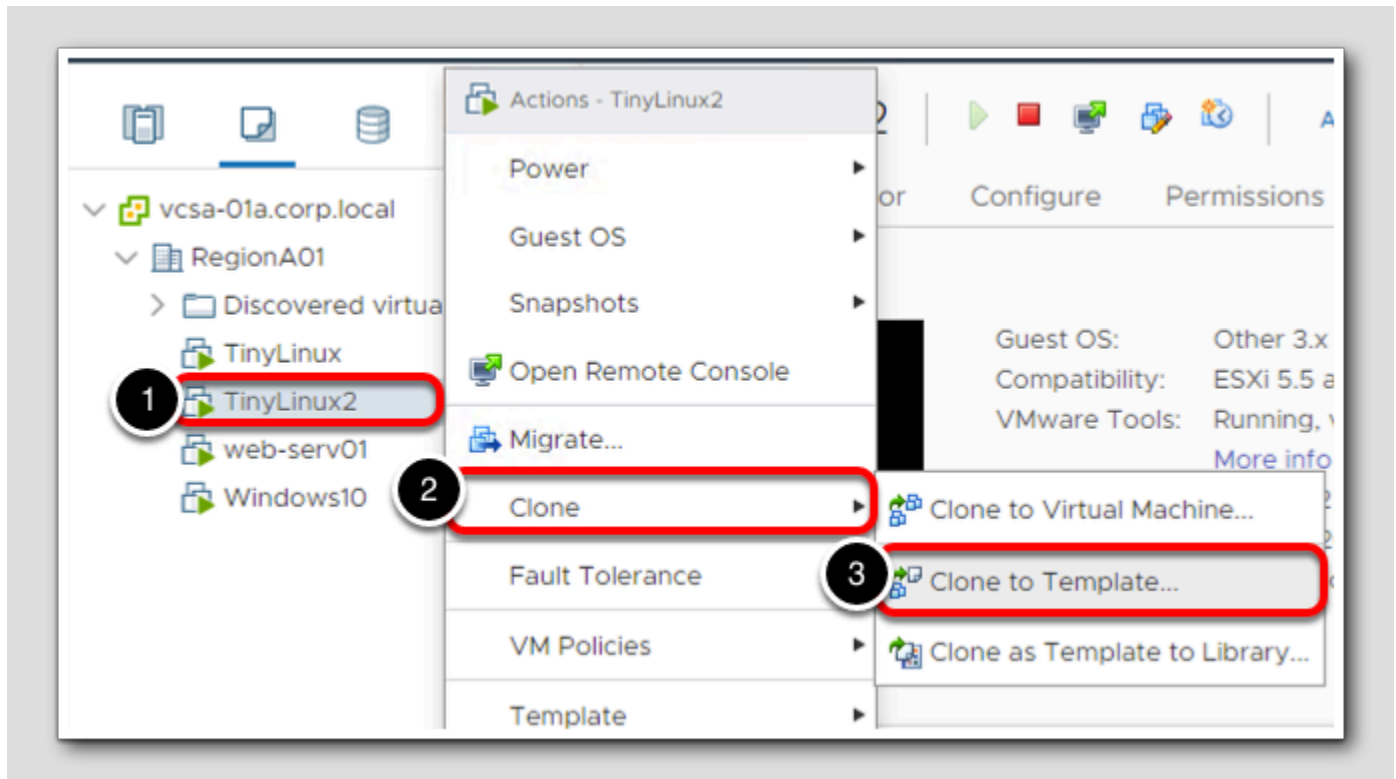 Actions - TinyLinux2
Power
Guest OS
Snapshots
Open Remote Console
Migrate...
2
Clone
Fault Tolerance
VM Policies
Template
vcsa-01a.corp.local
RegionA01
Discovered virtua
TinyLinux
1
TinyLinux2
web-serv01
Windows10
or Configure Permissions
Guest OS: Other 3.x
Compatibility: ESXi 5.5 a
VMware Tools: Running,
More info
Clone to Virtual Machine...
3
Clone to Template...
Clone as Template to Library...